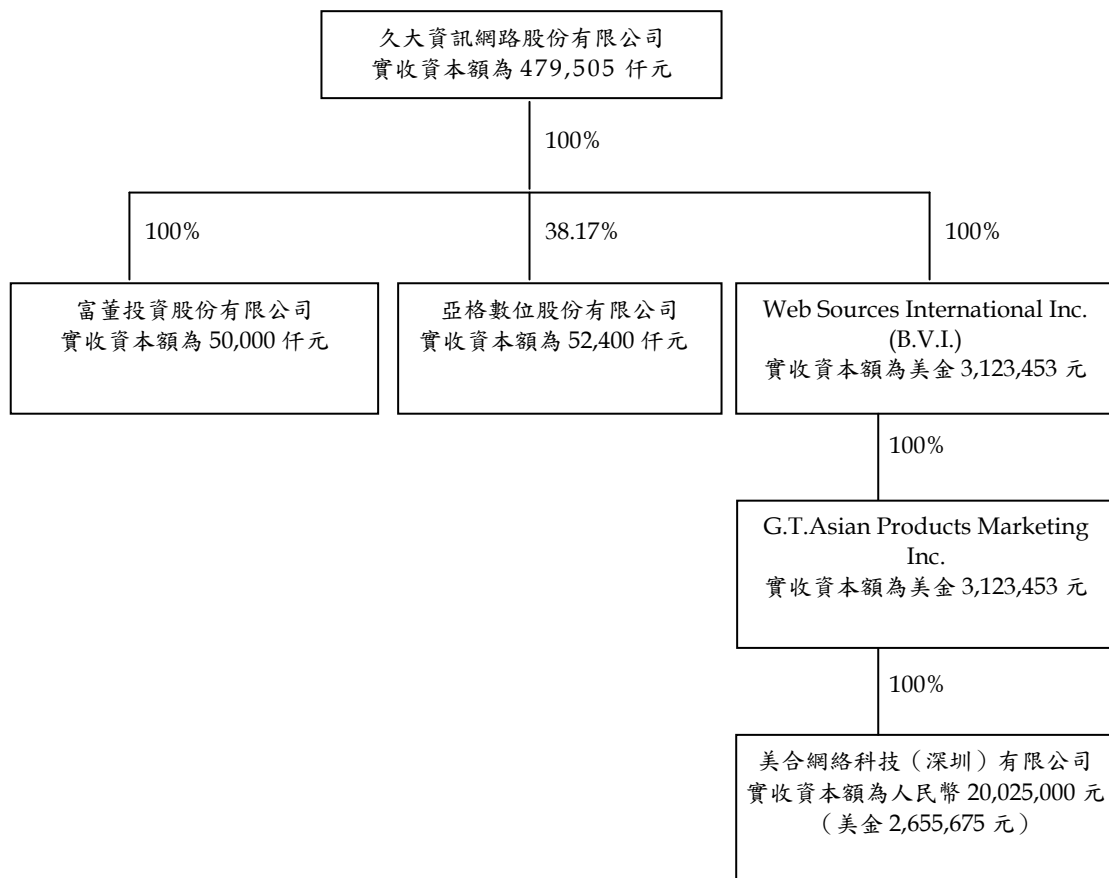 久大資訊網路股份有限公司
實收資本額為 479,505 仟元
100%
100%
38.17%
100%
富董投資股份有限公司
實收資本額為 50,000 仟元
亞格數位股份有限公司
實收資本額為 52,400 仟元
Web Sources International Inc.
(B.V.I.)
實收資本額為美金 3,123,453 元
100%
G.T.Asian Products Marketing
Inc.
實收資本額為美金 3,123,453 元
100%
美合網絡科技（深圳）有限公司
實收資本額為人民幣 20,025,000 元
（美金 2,655,675 元）